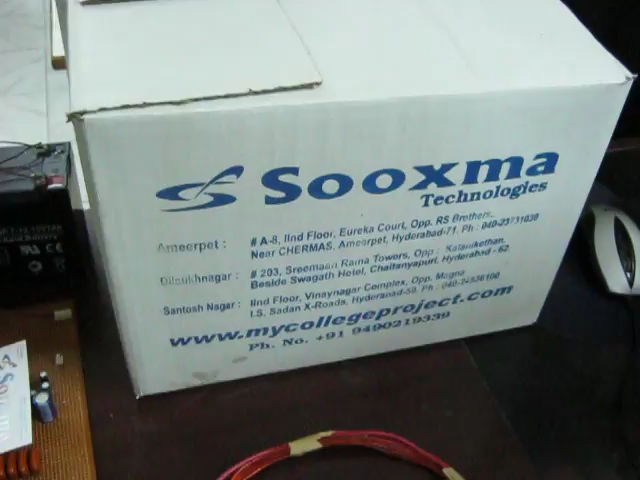 Sooxma
Technologies
Ameerpet : # A-8, IInd Floor, Eureka Court, Opp. RS Brothers,
Near CHERMAS, Ameerpet, Hyderabad-71. Ph :
Dilsukhnagar : # 203, Sreemaan Rama Towers, Opp : Kalanikethan,
Beside Swagath Hotel, Chaitanyapuri, Hyderabad - 62.
Santosh Nagar : IInd Floor, Vinaynagar Complex, Opp. Magna
I.S. Sadan X-Roads, Hyderabad-59. Ph :
www.mycollegeproject.com
Ph. No. +91 9490219339